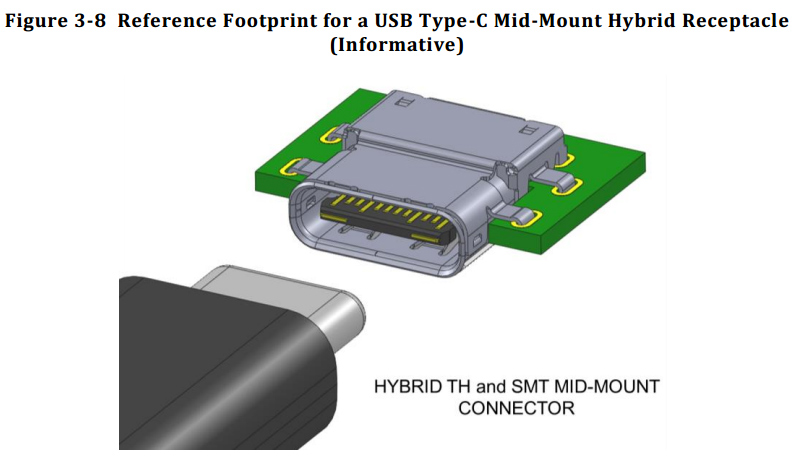 Figure 3-8 Reference Footprint for a USB Type-C Mid-Mount Hybrid Receptacle
(Informative)
HYBRID TH and SMT MID-MOUNT
CONNECTOR